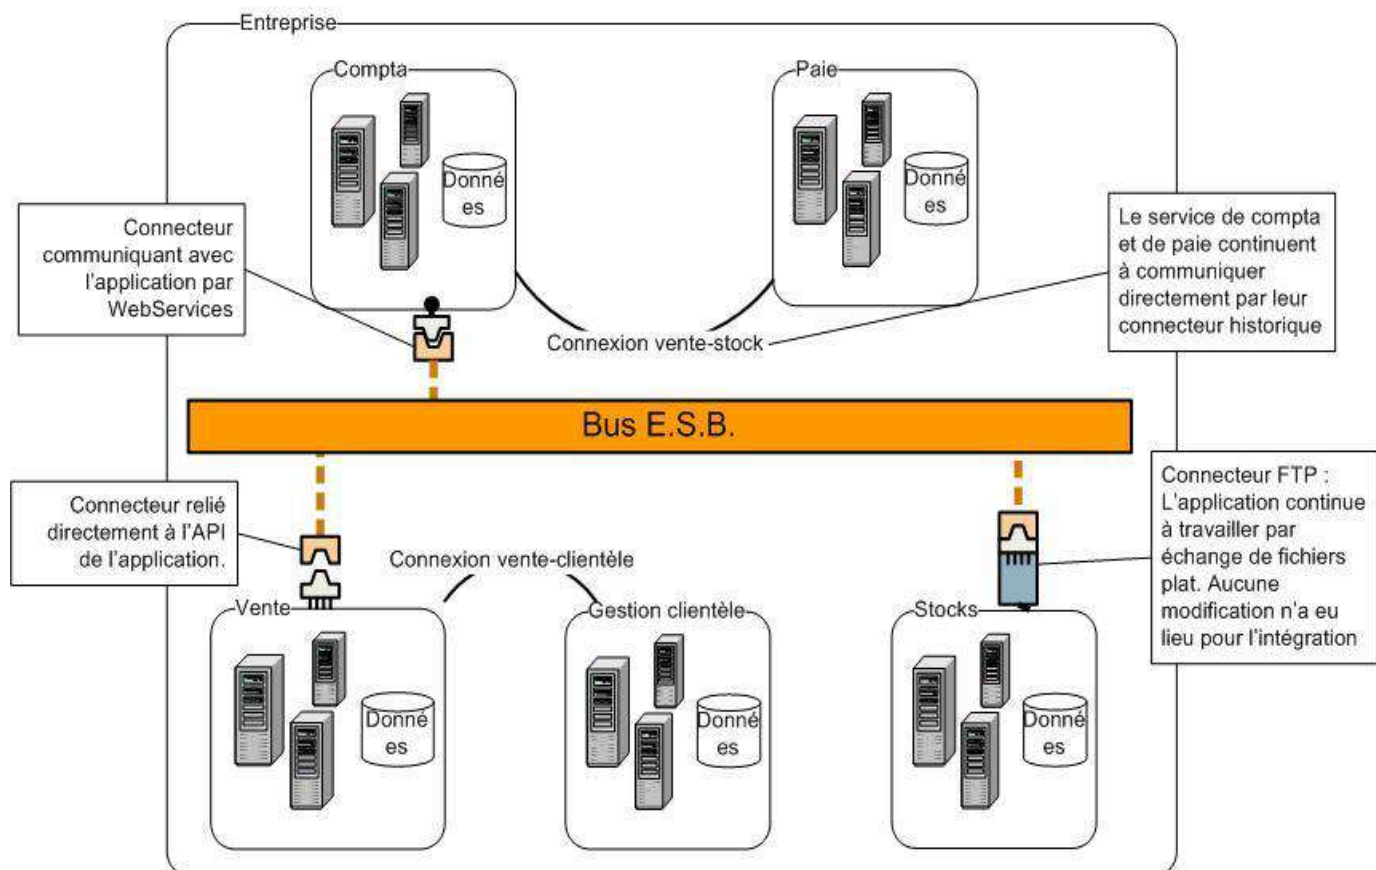 Entreprise
Compta
Donné
es
Paie
Donné
es
Connecteur
communiquant avec
l'application par
WebServices
Le service de compta
et de paie continuent
à communiquer
directement par leur
connecteur historique
Connexion vente-stock
Bus E.S.B.
Connecteur relié
directement à l'API
de l'application.
Connexion vente-clientèle
Connecteur FTP :
L'application continue
à travailler par
échange de fichiers
plat. Aucune
modification n'a eu
lieu pour l'intégration
Vente
Donné
es
Gestion clientèle
Donné
es
Stocks
Donné
es